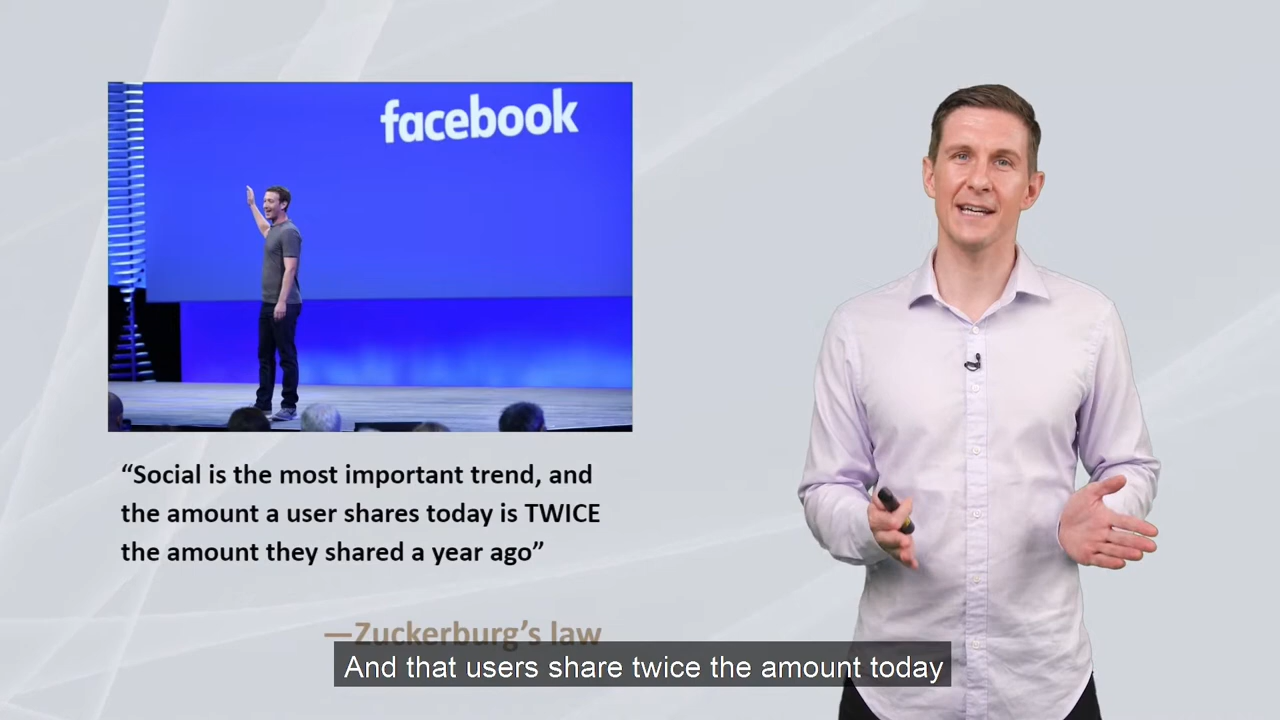 facebook
“Social is the most important trend, and
the amount a user shares today is TWICE
the amount they shared a year ago”
—Zuckerburg’s law
And that users share twice the amount today